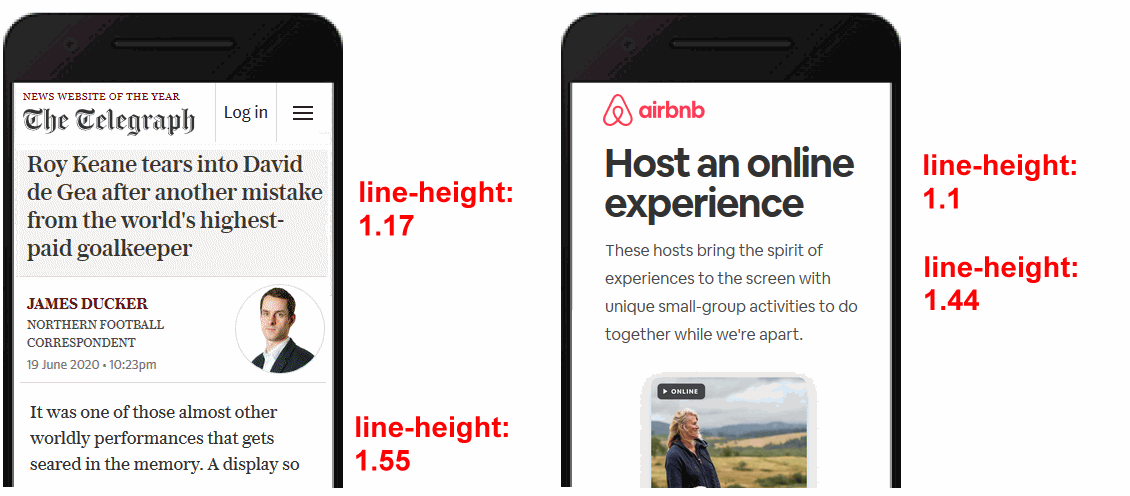 NEWS WEBSITE OF THE YEAR
The Telegraph
Log in
Roy Keane tears into David
de Gea after another mistake
from the world's highest-
paid goalkeeper
line-height:
1.17
JAMES DUCKER
NORTHERN FOOTBALL
CORRESPONDENT
19 June 2020 • 10:23pm
It was one of those almost other
worldly performances that gets
seared in the memory. A display so
line-height:
1.55
airbnb
Host an online
experience
line-height:
1.1
These hosts bring the spirit of
experiences to the screen with
unique small-group activities to do
together while we're apart.
line-height:
1.44
ONLINE